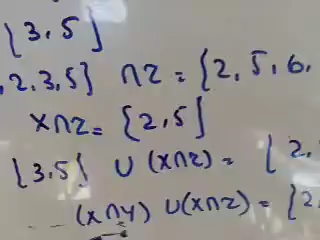 {3,5}
,2,3,5} ∩Z = {2,5,6,
X∩Z= {2,5}
{3,5} ∪ (X∩Z) = {2,
(X∩Y) ∪(X∩Z) = {2,